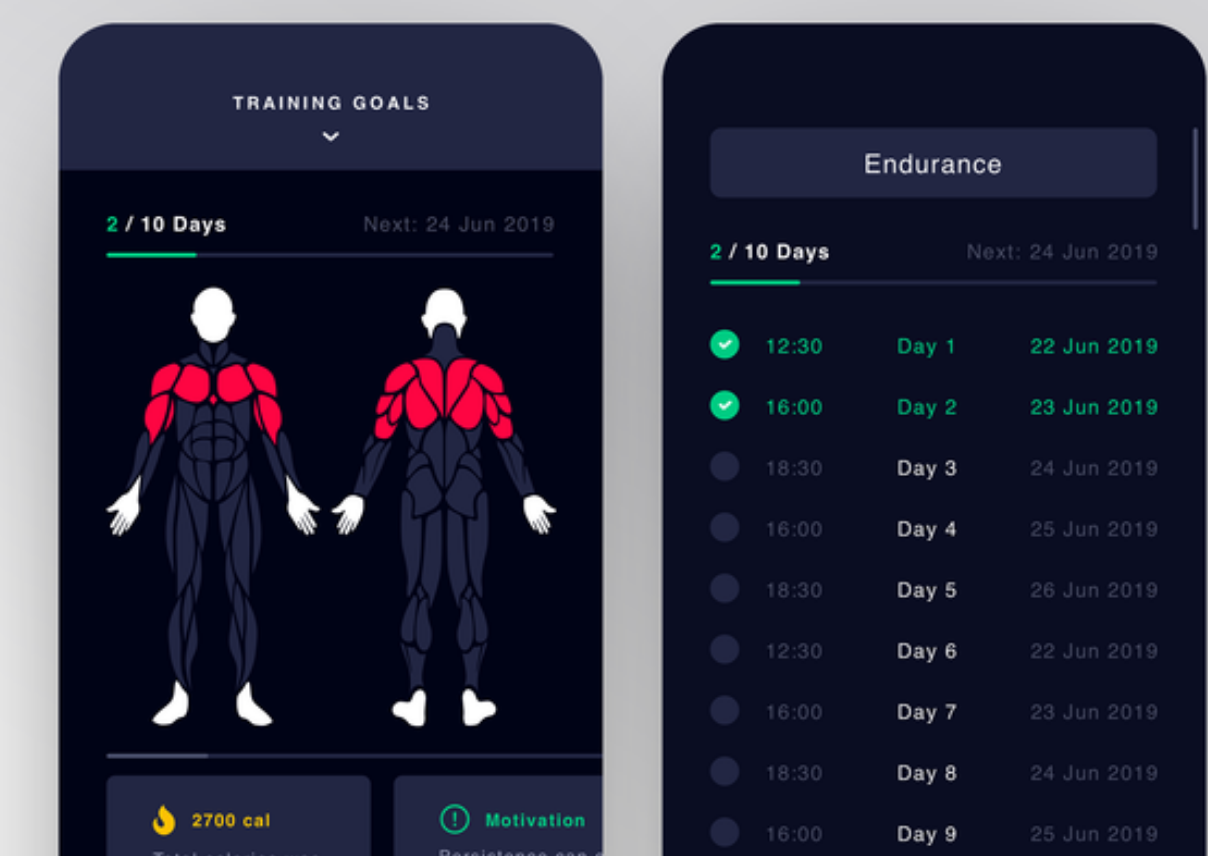 TRAINING GOALS
2 / 10 Days Next: 24 Jun 2019
2700 cal
Motivation
Endurance
2 / 10 Days Next: 24 Jun 2019
12:30 Day 1 22 Jun 2019
16:00 Day 2 23 Jun 2019
18:30 Day 3 24 Jun 2019
16:00 Day 4 25 Jun 2019
18:30 Day 5 26 Jun 2019
12:30 Day 6 22 Jun 2019
16:00 Day 7 23 Jun 2019
18:30 Day 8 24 Jun 2019
16:00 Day 9 25 Jun 2019